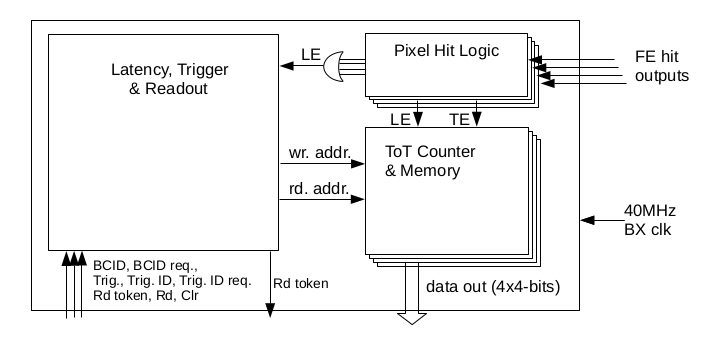 Latency, Trigger
& Readout
LE
Pixel Hit Logic
FE hit
outputs
LE
TE
wr. addr.
rd. addr.
ToT Counter
& Memory
40MHz
BX clk
BCID, BCID req.,
Trig., Trig. ID, Trig. ID req.
Rd token, Rd, Clr
Rd token
data out (4x4-bits)